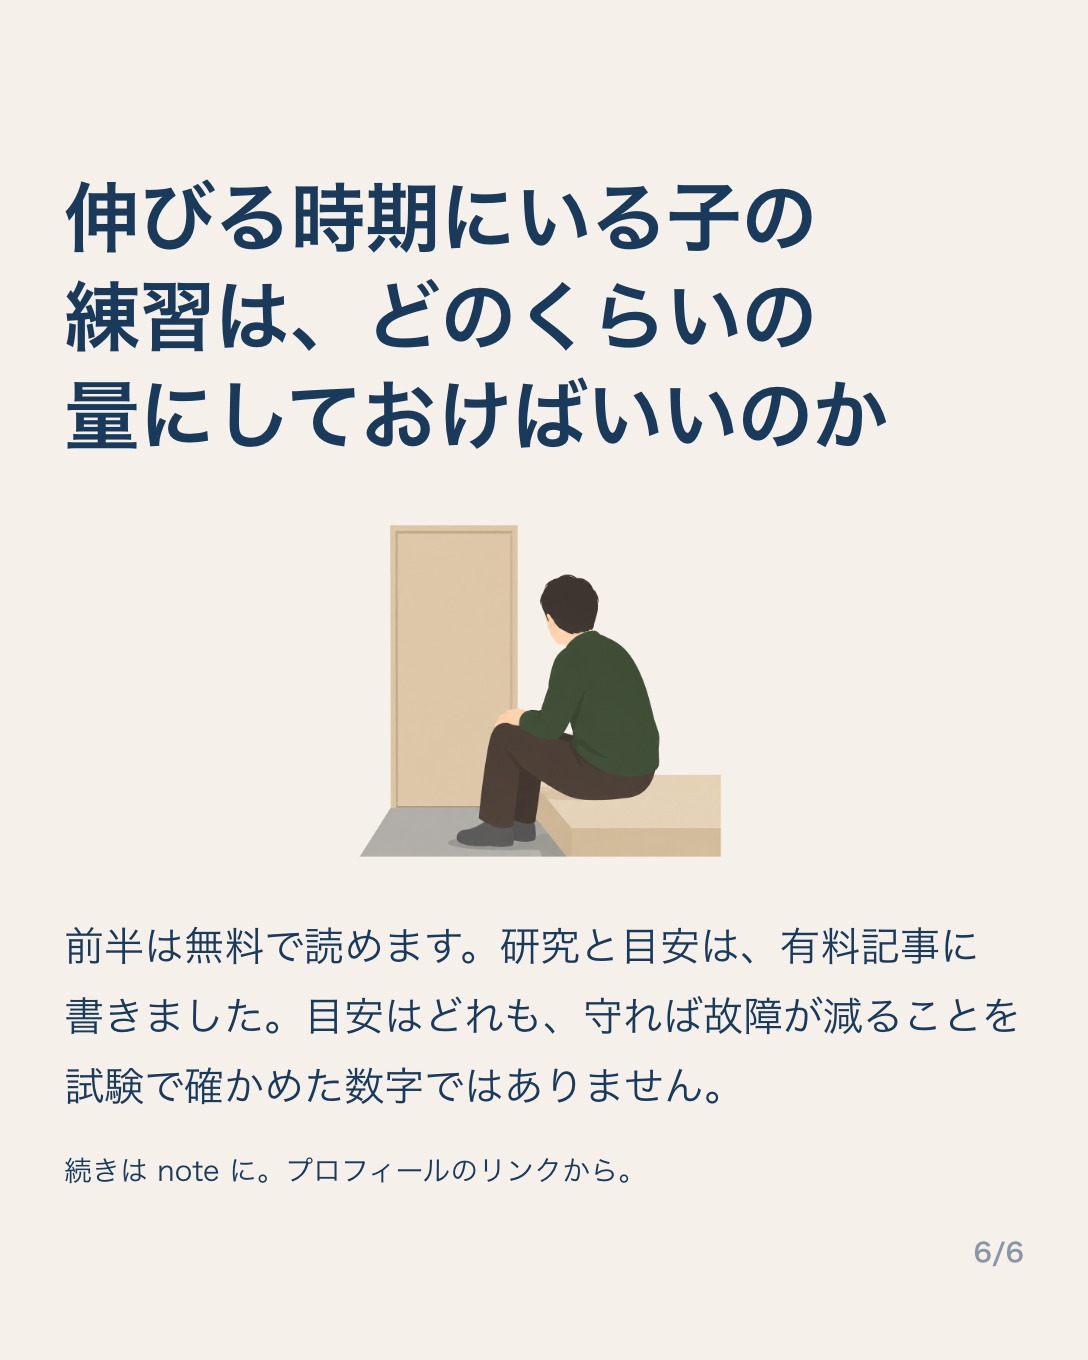 伸びる時期にいる子の
練習は、どのくらいの
量にしておけばいいのか
前半は無料で読めます。研究と目安は、有料記事に
書きました。目安はどれも、守れば故障が減ることを
試験で確かめた数字ではありません。
続きは note に。プロフィールのリンクから。
6/6